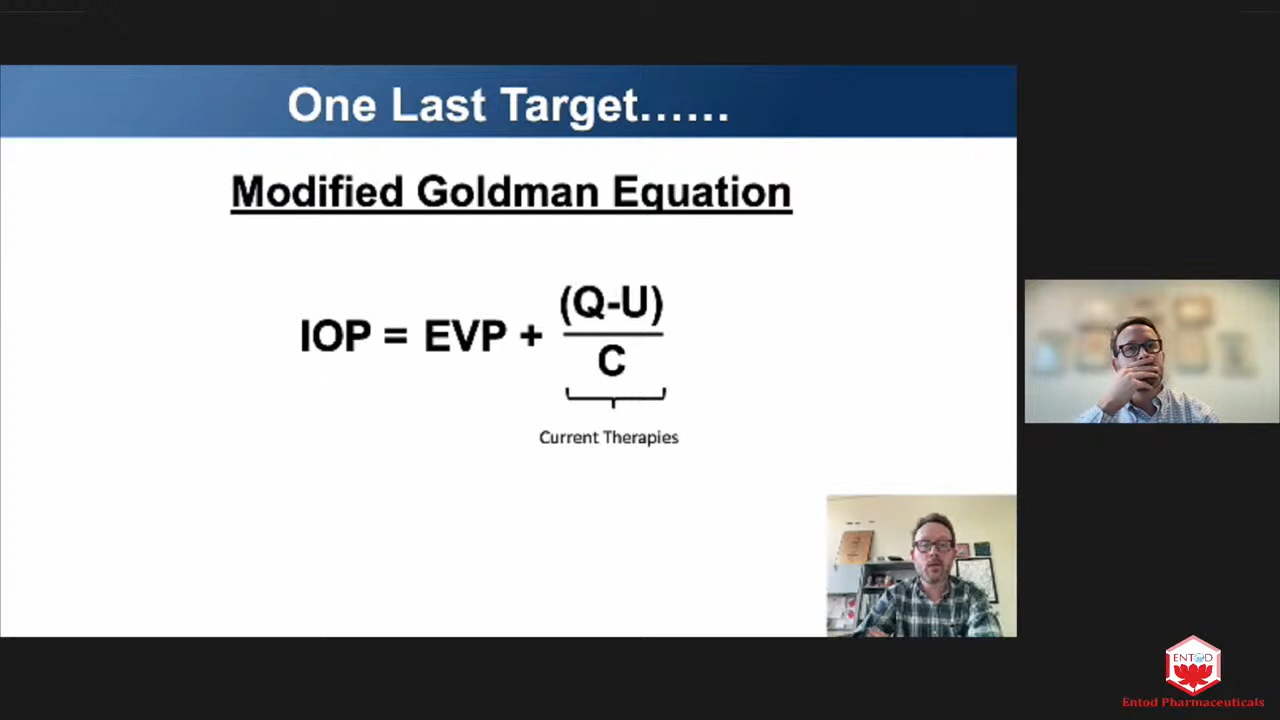 One Last Target......
Modified Goldman Equation
IOP = EVP + (Q-U)
C
Current Therapies
ENTOD
Entod Pharmaceuticals